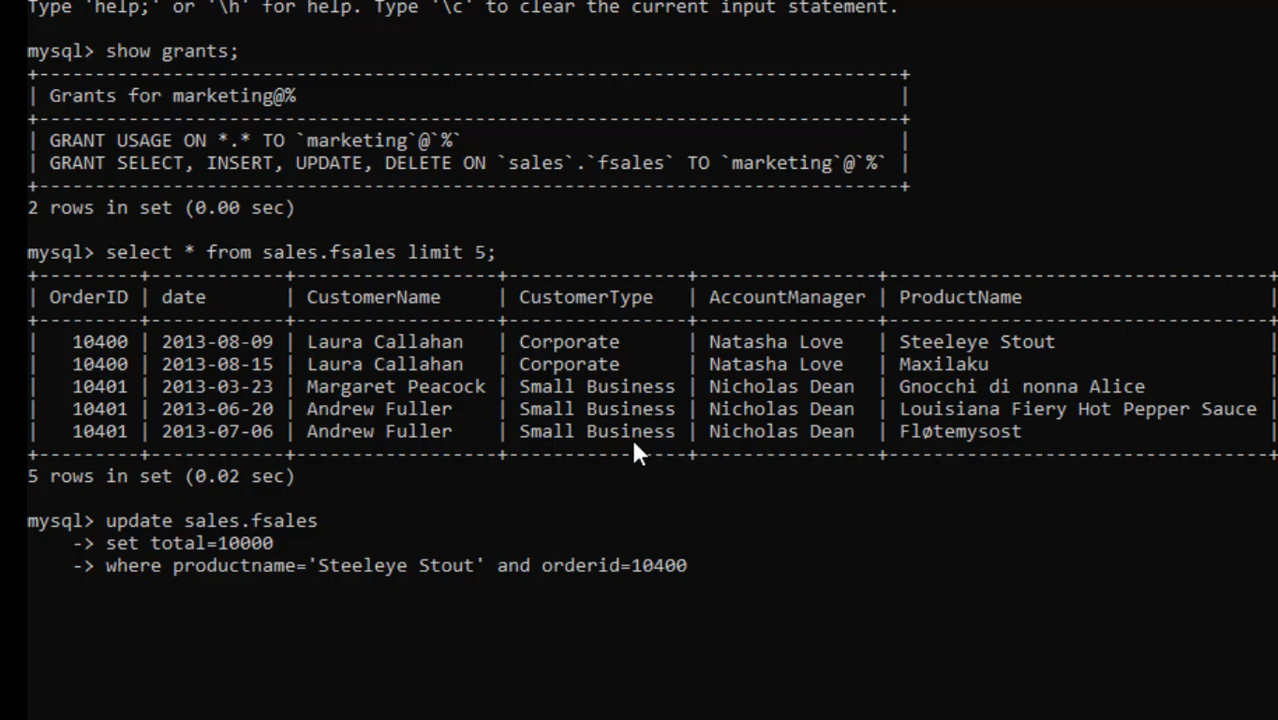 Type 'help;' or '\h' for help. Type '\c' to clear the current input statement.
mysql> show grants;
+-----------------------------------------------------------------------------+
| Grants for marketing@% |
+-----------------------------------------------------------------------------+
| GRANT USAGE ON *.* TO `marketing`@`%` |
| GRANT SELECT, INSERT, UPDATE, DELETE ON `sales`.`fsales` TO `marketing`@`%` |
+-----------------------------------------------------------------------------+
2 rows in set (0.00 sec)
mysql> select * from sales.fsales limit 5;
+---------+------------+------------------+----------------+----------------+----------------------------------+
| OrderID | date | CustomerName | CustomerType | AccountManager | ProductName |
+---------+------------+------------------+----------------+----------------+----------------------------------+
| 10400 | 2013-08-09 | Laura Callahan | Corporate | Natasha Love | Steeleye Stout |
| 10400 | 2013-08-15 | Laura Callahan | Corporate | Natasha Love | Maxilaku |
| 10401 | 2013-03-23 | Margaret Peacock | Small Business | Nicholas Dean | Gnocchi di nonna Alice |
| 10401 | 2013-06-20 | Andrew Fuller | Small Business | Nicholas Dean | Louisiana Fiery Hot Pepper Sauce |
| 10401 | 2013-07-06 | Andrew Fuller | Small Business | Nicholas Dean | Fløtemysost |
+---------+------------+------------------+----------------+----------------+----------------------------------+
5 rows in set (0.02 sec)
mysql> update sales.fsales
-> set total=10000
-> where productname='Steeleye Stout' and orderid=10400